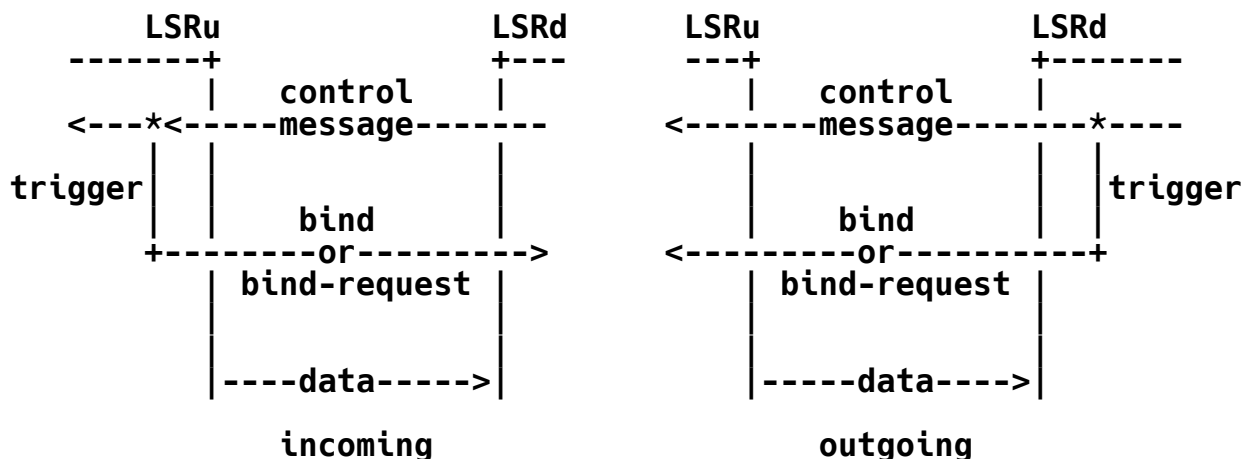 LSRu LSRd LSRu LSRd
-------+ +--- ---+ +-------
| control | | control |
<---*<-----message------- <-------message-------*----
| | | | | |
trigger| | | | | |trigger
| | bind | | bind | |
+--------or---------> <---------or----------+
| bind-request | | bind-request |
| | | |
| | | |
|----data----->| |-----data---->|
incoming outgoing